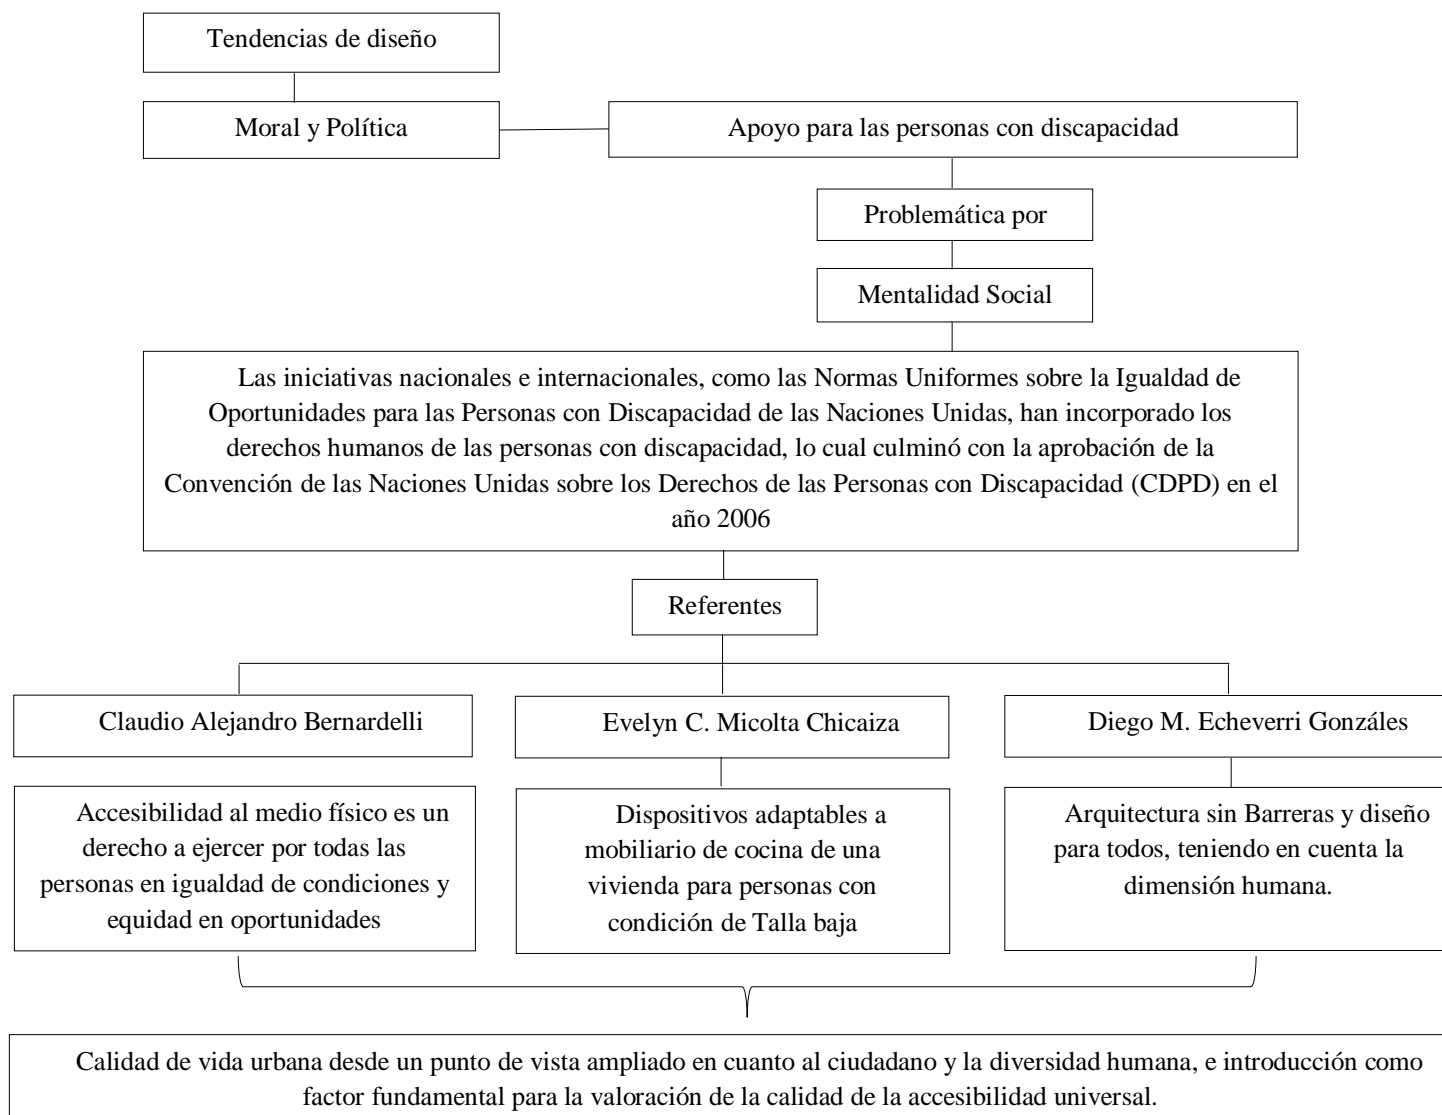 Tendencias de diseño
Moral y Política
Apoyo para las personas con discapacidad
Problemática por
Mentalidad Social
Las iniciativas nacionales e internacionales, como las Normas Uniformes sobre la Igualdad de
Oportunidades para las Personas con Discapacidad de las Naciones Unidas, han incorporado los
derechos humanos de las personas con discapacidad, lo cual culminó con la aprobación de la
Convención de las Naciones Unidas sobre los Derechos de las Personas con Discapacidad (CDPD) en el
año 2006
Referentes
Claudio Alejandro Bernardelli
Accesibilidad al medio físico es un
derecho a ejercer por todas las
personas en igualdad de condiciones y
equidad en oportunidades
Evelyn C. Micolta Chicaiza
Dispositivos adaptables a
mobiliario de cocina de una
vivienda para personas con
condición de Talla baja
Diego M. Echeverri Gonzáles
Arquitectura sin Barreras y diseño
para todos, teniendo en cuenta la
dimensión humana.
Calidad de vida urbana desde un punto de vista ampliado en cuanto al ciudadano y la diversidad humana, e introducción como
factor fundamental para la valoración de la calidad de la accesibilidad universal.